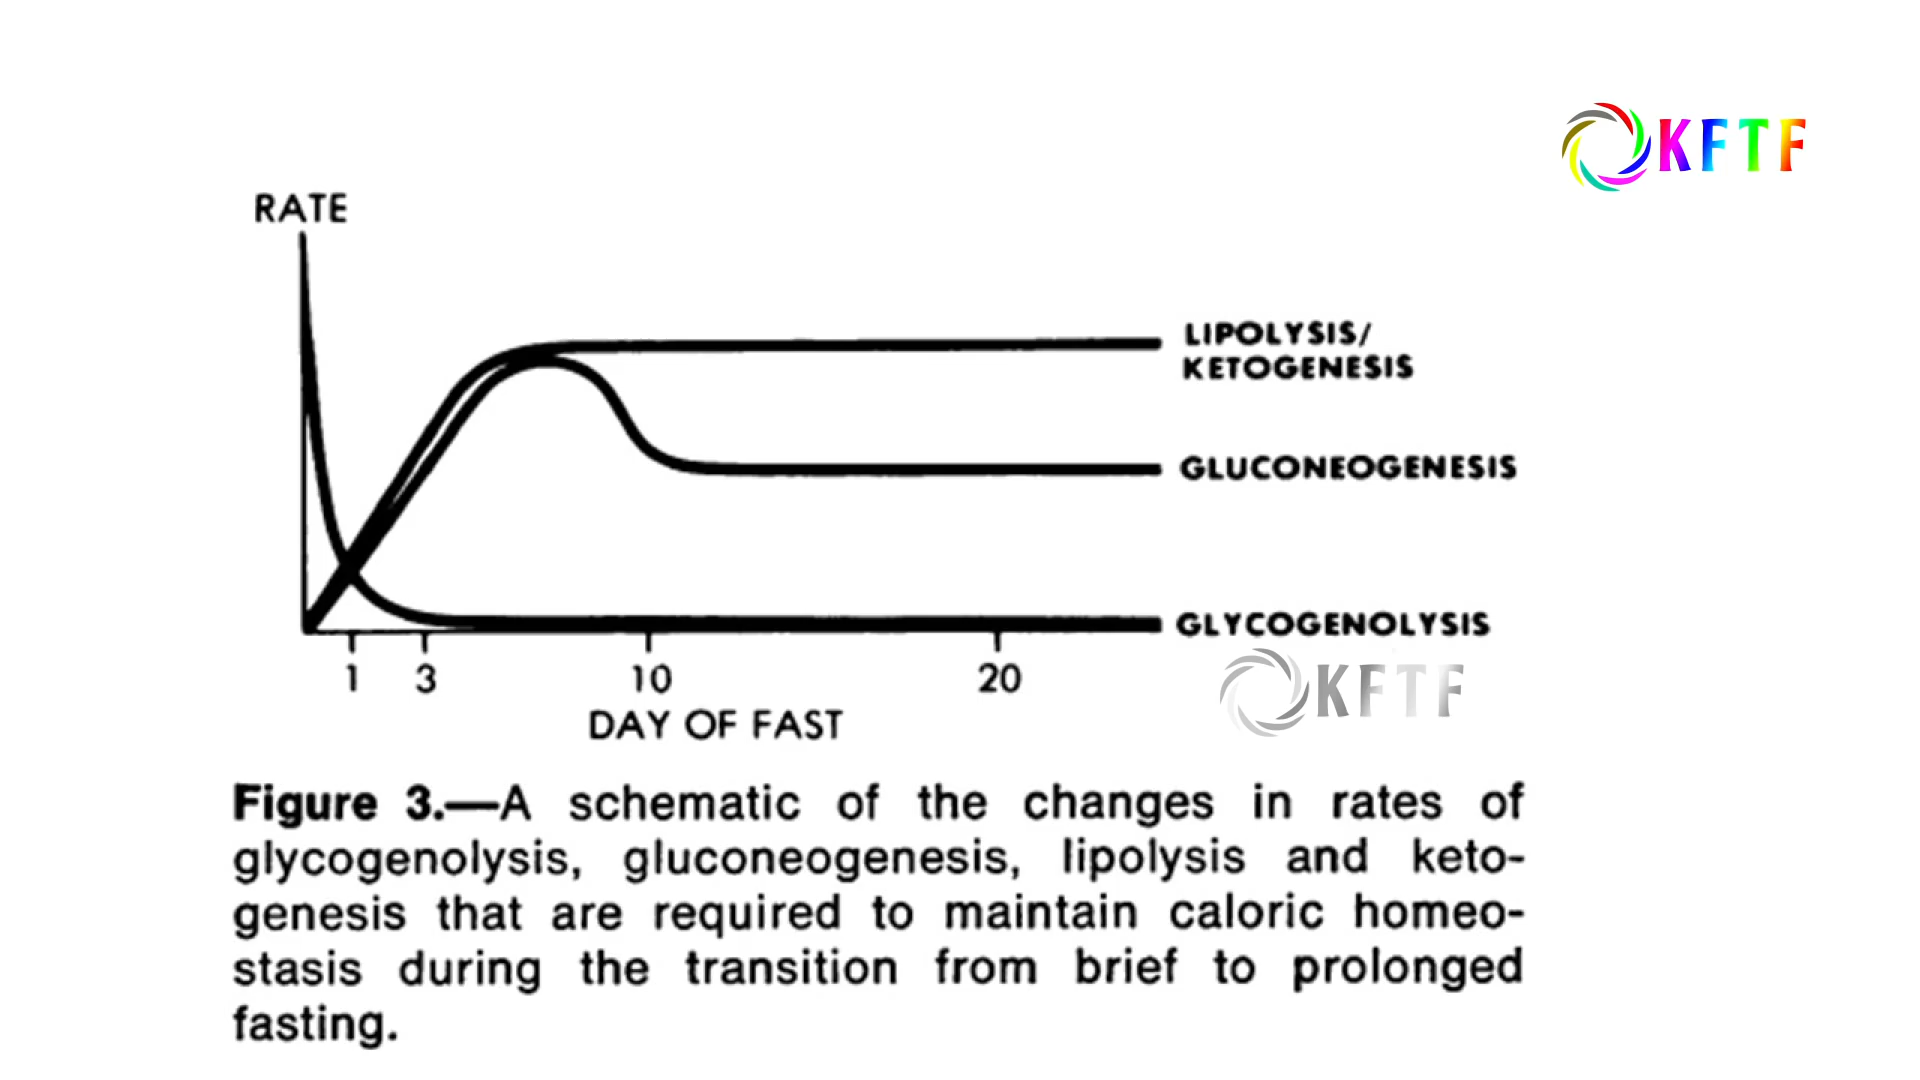 KFTF
RATE
LIPOLYSIS/
KETOGENESIS
GLUCONEOGENESIS
GLYCOGENOLYSIS
1 3 10 20
KFTF
DAY OF FAST
Figure 3.—A schematic of the changes in rates of
glycogenolysis, gluconeogenesis, lipolysis and keto-
genesis that are required to maintain caloric homeo-
stasis during the transition from brief to prolonged
fasting.